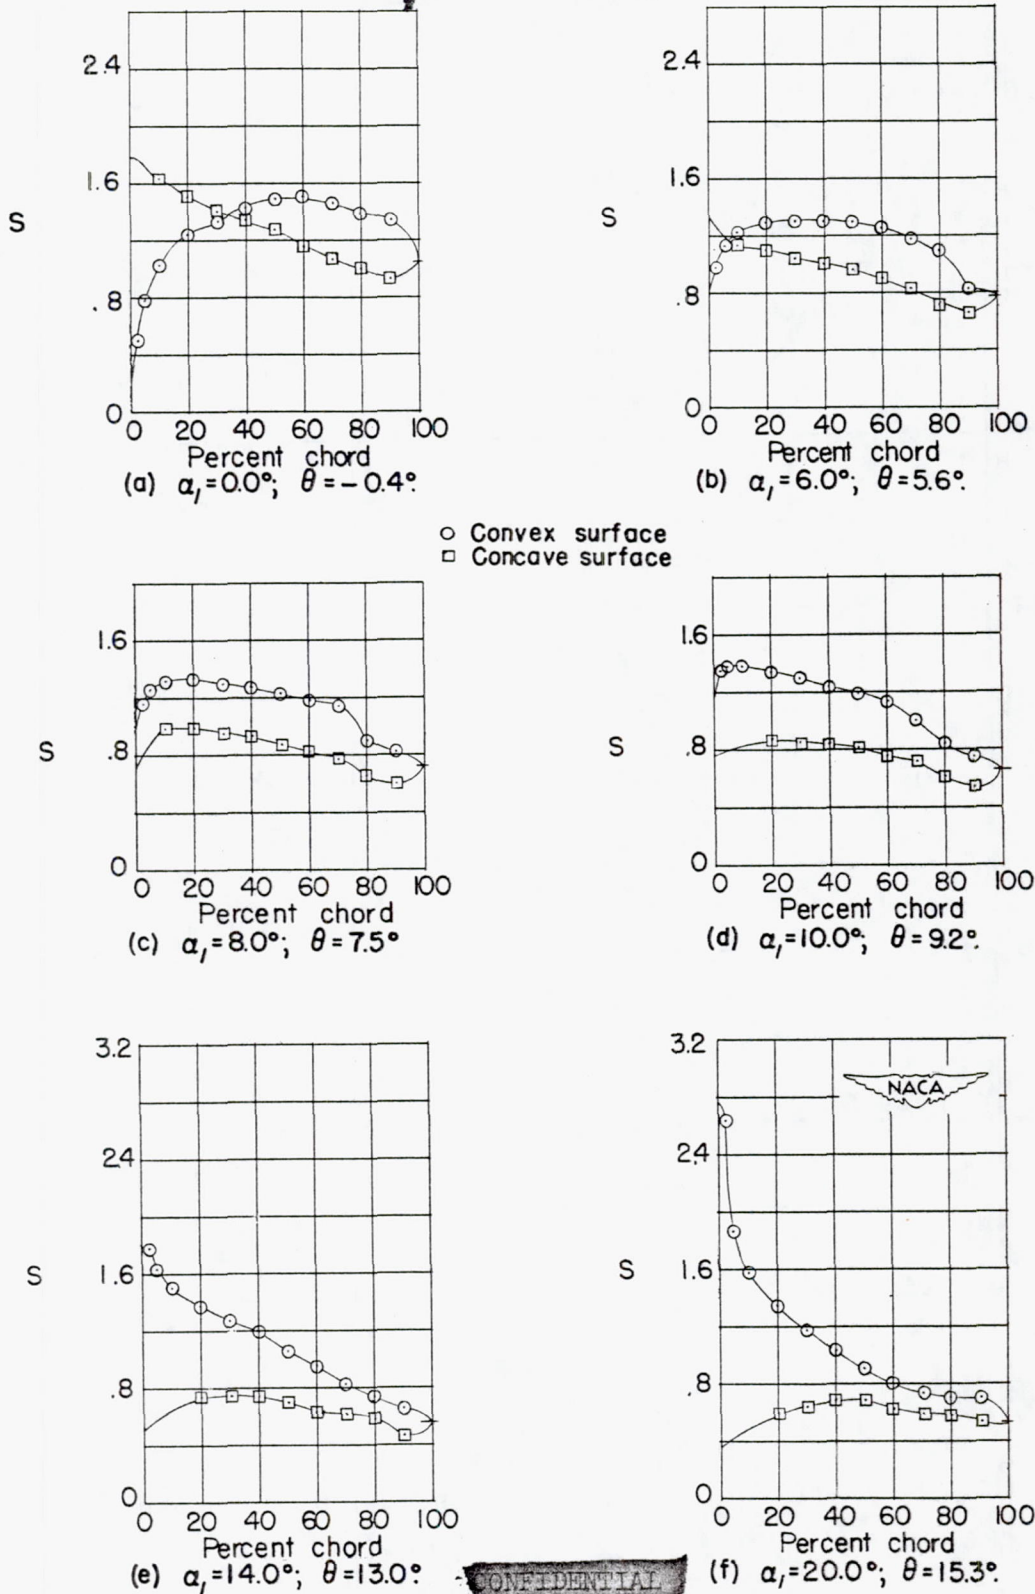 2.4
1.6
S
.8
0
0 20 40 60 80 100
Percent chord
(a) α₁=0.0°; θ=-0.4°.
2.4
1.6
S
.8
0
0 20 40 60 80 100
Percent chord
(b) α₁=6.0°; θ=5.6°.
Convex surface
Concave surface
1.6
S
.8
0
0 20 40 60 80 100
Percent chord
(c) α₁=8.0°; θ=7.5°
1.6
S
.8
0
0 20 40 60 80 100
Percent chord
(d) α₁=10.0°; θ=9.2°.
3.2
2.4
S
1.6
.8
0
0 20 40 60 80 100
Percent chord
(e) α₁=14.0°; θ=13.0°.
3.2
NACA
2.4
S
1.6
.8
0
0 20 40 60 80 100
Percent chord
(f) α₁=20.0°; θ=15.3°.
CONFIDENTIAL